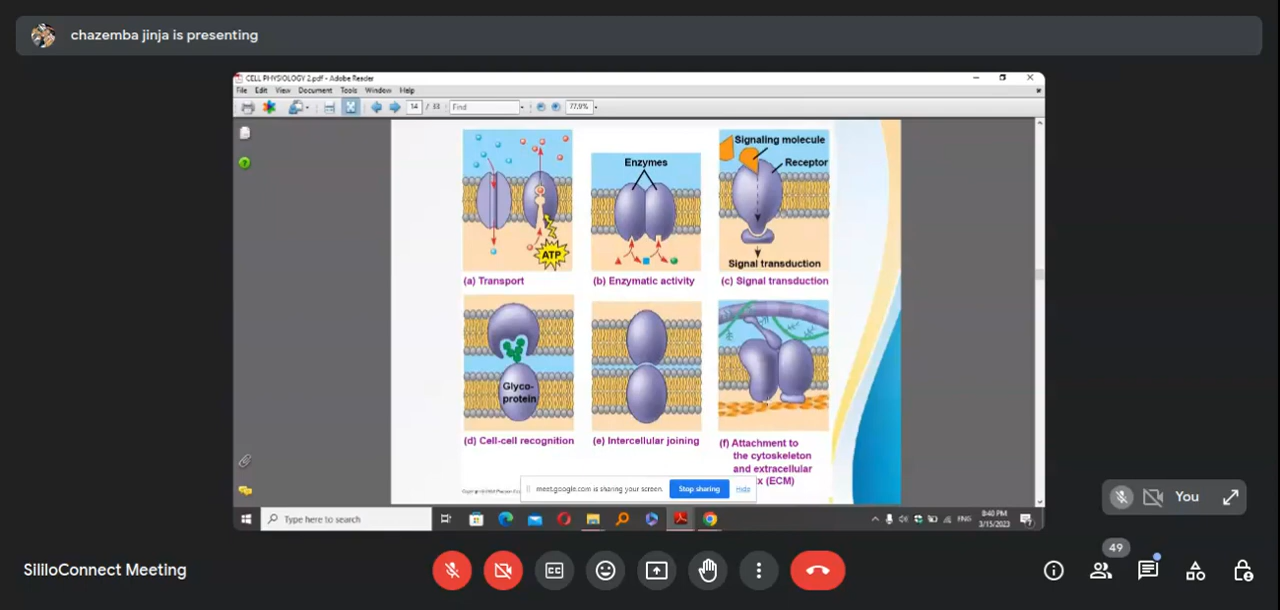 chazemba jinja is presenting
CELL PHYSIOLOGY 2.pdf - Adobe Reader
File Edit View Document Tools Window Help
14 / 33 Find 77.9%
Signaling molecule
Enzymes
Receptor
ATP
Signal transduction
(a) Transport
(b) Enzymatic activity
(c) Signal transduction
Glyco-
protein
(d) Cell-cell recognition
(e) Intercellular joining
(f) Attachment to
the cytoskeleton
and extracellular
x (ECM)
meet.google.com is sharing your screen. Stop sharing Hide
You
Type here to search
ENG
8:40 PM
3/15/2023
49
SililoConnect Meeting